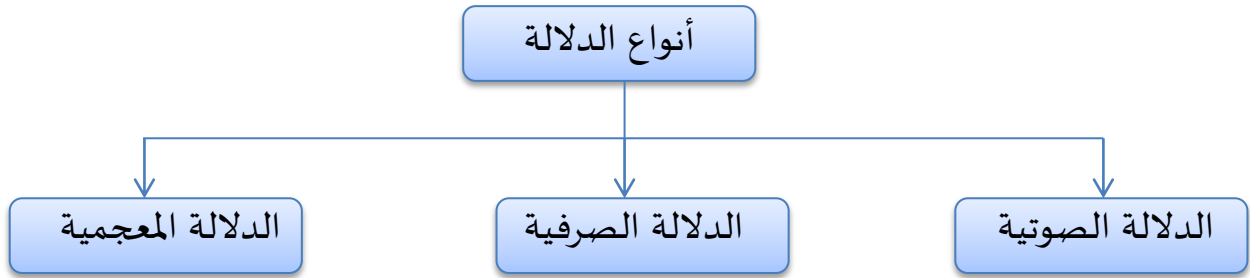 أنواع الدلالة
الدلالة الصوتية
الدلالة الصرفية
الدلالة المعجمية